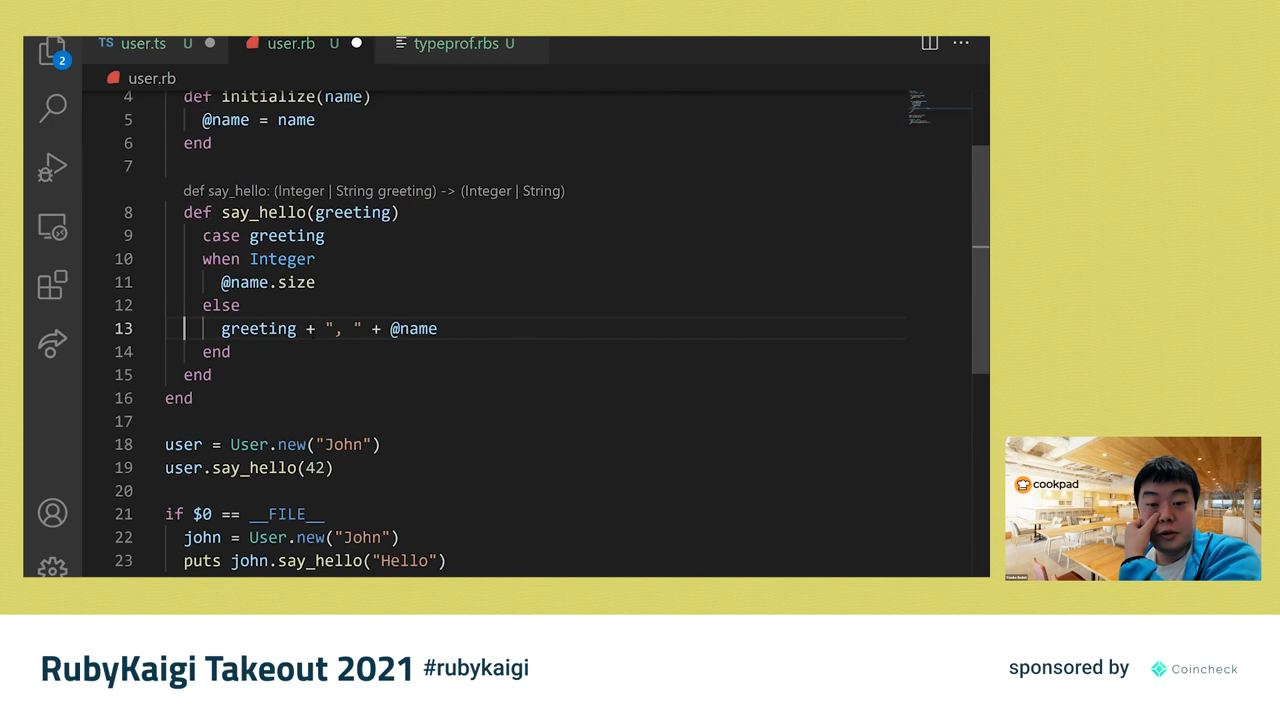 2
TS user.ts U
user.rb U
typeprof.rbs U
user.rb
4 def initialize(name)
5 @name = name
6 end
7
def say_hello: (Integer | String greeting) -> (Integer | String)
8 def say_hello(greeting)
9 case greeting
10 when Integer
11 @name.size
12 else
13 greeting + ", " + @name
14 end
15 end
16 end
17
18 user = User.new("John")
19 user.say_hello(42)
20
21 if $0 == __FILE__
22 john = User.new("John")
23 puts john.say_hello("Hello")
cookpad
RubyKaigi Takeout 2021 #rubykaigi
sponsored by Coincheck